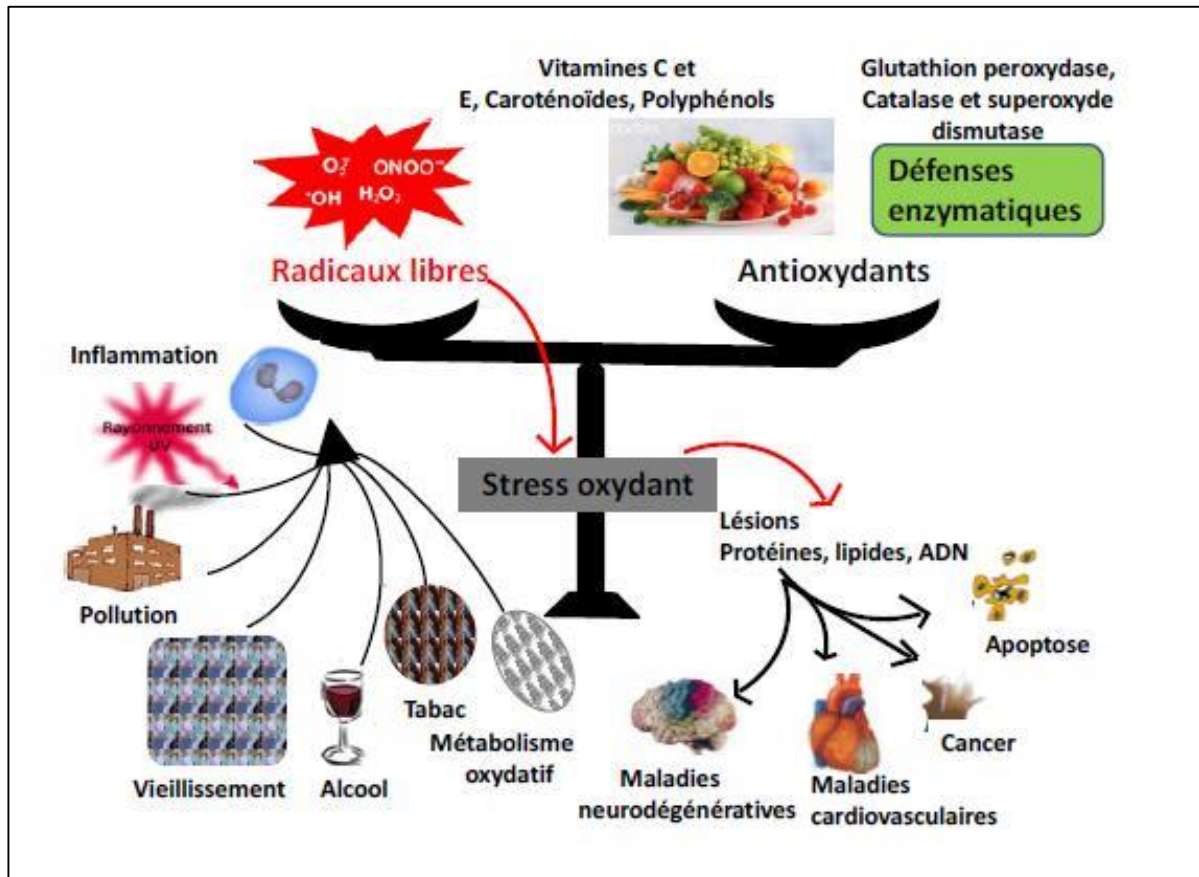 Vitamines C et
E, Caroténoïdes, Polyphénols
Glutathion peroxydase,
Catalase et superoxyde
dismutase
Défenses
enzymatiques
ONOO⁻
°OH H₂O₂
Radicaux libres
Antioxydants
Inflammation
Rayonnement
UV
Stress oxydant
Lésions
Protéines, lipides, ADN
Pollution
Apoptose
Tabac
Métabolisme
oxydatif
Cancer
Vieillissement
Alcool
Maladies
neurodégénératives
Maladies
cardiovasculaires